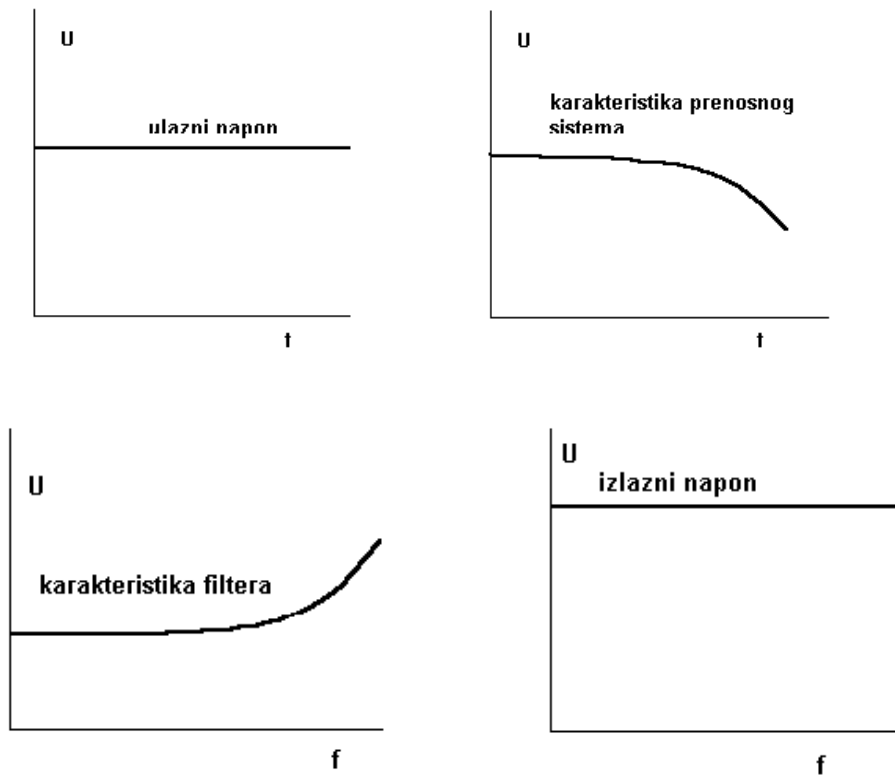 U
ulazni napon
t
U
karakteristika prenosnog
sistema
t
U
karakteristika filtera
f
U
izlazni napon
f